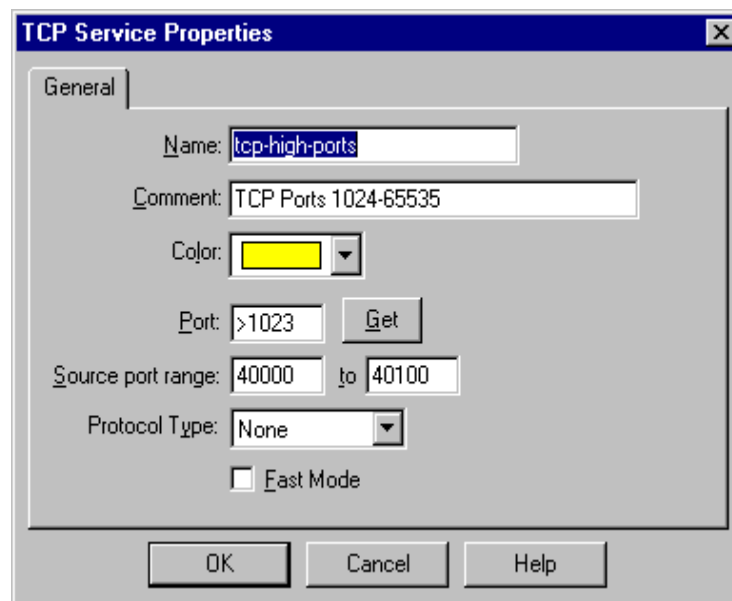 TCP Service Properties
General
Name: tcp-high-ports
Comment: TCP Ports 1024-65535
Color:
Port: >1023 Get
Source port range: 40000 to 40100
Protocol Type: None
Fast Mode
OK Cancel Help